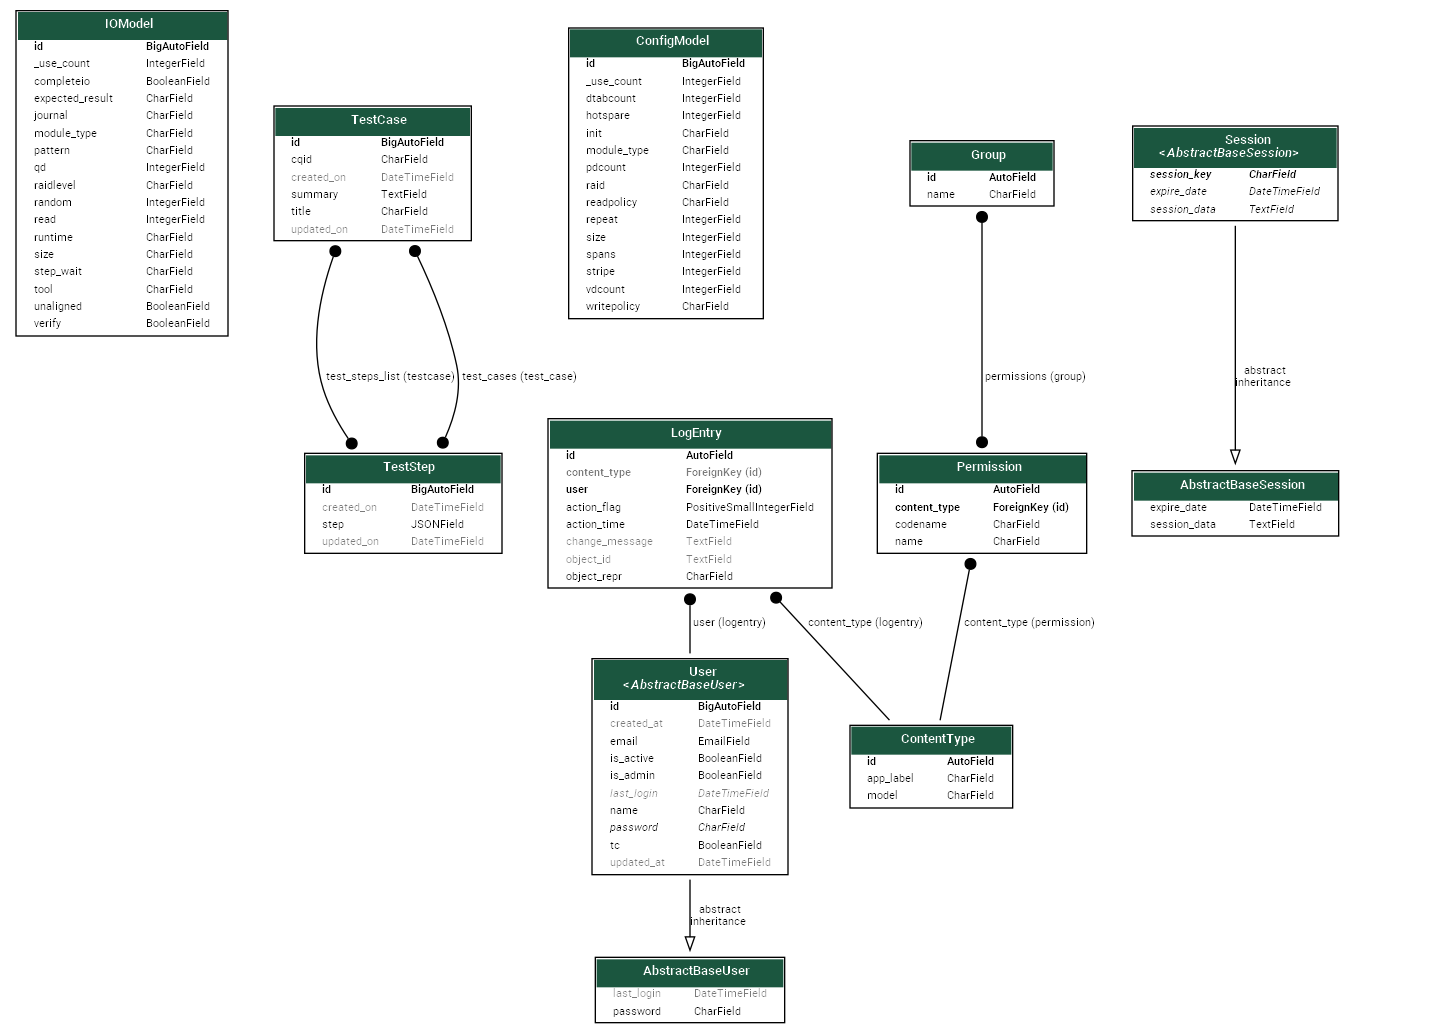 IOModel
id BigAutoField
_use_count IntegerField
completeio BooleanField
expected_result CharField
journal CharField
module_type CharField
pattern CharField
qd IntegerField
raidlevel CharField
random IntegerField
read IntegerField
runtime CharField
size CharField
step_wait CharField
tool CharField
unaligned BooleanField
verify BooleanField
TestCase
id BigAutoField
cqid CharField
created_on DateTimeField
summary TextField
title CharField
updated_on DateTimeField
test_steps_list (testcase)
test_cases (test_case)
TestStep
id BigAutoField
created_on DateTimeField
step JSONField
updated_on DateTimeField
ConfigModel
id BigAutoField
_use_count IntegerField
dtabcount IntegerField
hotspare IntegerField
init CharField
module_type CharField
pdcount IntegerField
raid CharField
readpolicy CharField
repeat IntegerField
size IntegerField
spans IntegerField
stripe IntegerField
vdcount IntegerField
writepolicy CharField
LogEntry
id AutoField
content_type ForeignKey (id)
user ForeignKey (id)
action_flag PositiveSmallIntegerField
action_time DateTimeField
change_message TextField
object_id TextField
object_repr CharField
user (logentry)
content_type (logentry)
User
<AbstractBaseUser>
id BigAutoField
created_at DateTimeField
email EmailField
is_active BooleanField
is_admin BooleanField
last_login DateTimeField
name CharField
password CharField
tc BooleanField
updated_at DateTimeField
abstract
inheritance
AbstractBaseUser
last_login DateTimeField
password CharField
Group
id AutoField
name CharField
permissions (group)
Permission
id AutoField
content_type ForeignKey (id)
codename CharField
name CharField
content_type (permission)
ContentType
id AutoField
app_label CharField
model CharField
Session
<AbstractBaseSession>
session_key CharField
expire_date DateTimeField
session_data TextField
abstract
inheritance
AbstractBaseSession
expire_date DateTimeField
session_data TextField